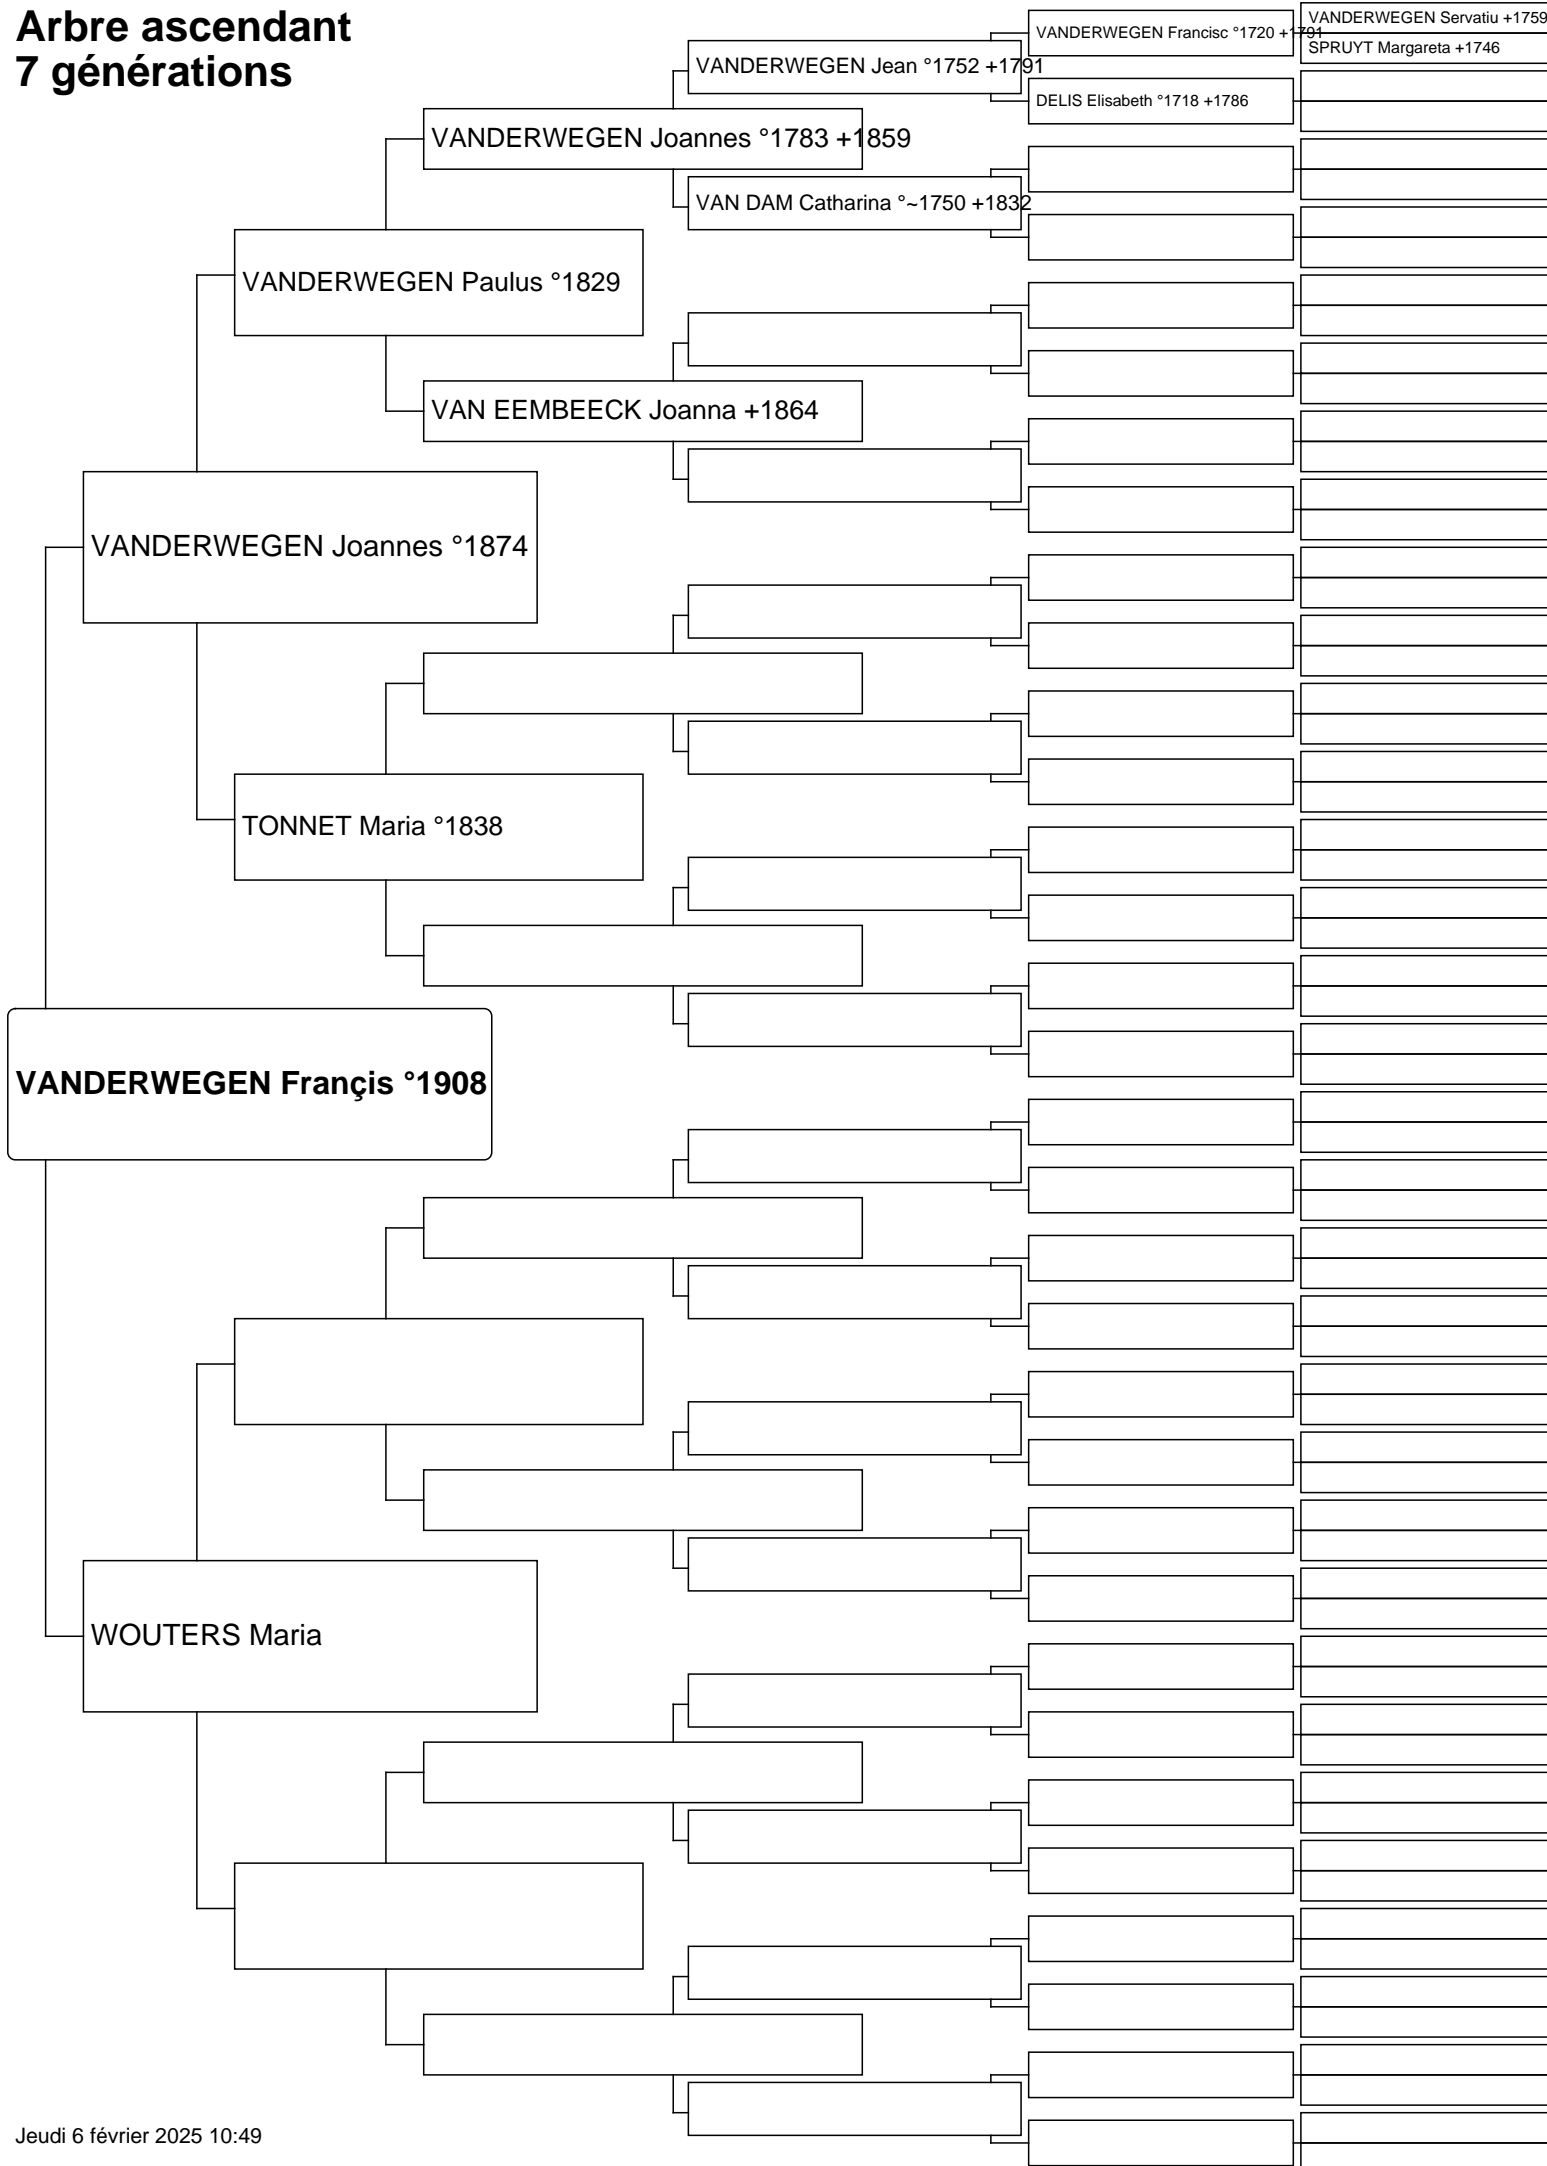 Arbre ascendant
7 générations
VANDERWEGEN Servatiu +1759
SPRUYT Margareta +1746
VANDERWEGEN Francisc °1720 +1791
VANDERWEGEN Jean °1752 +1791
DELIS Elisabeth °1718 +1786
VANDERWEGEN Joannes °1783 +1859
VAN DAM Catharina °~1750 +1832
VANDERWEGEN Paulus °1829
VAN EEMBEECK Joanna +1864
VANDERWEGEN Joannes °1874
TONNET Maria °1838
VANDERWEGEN Françis °1908
WOUTERS Maria
Jeudi 6 février 2025 10:49